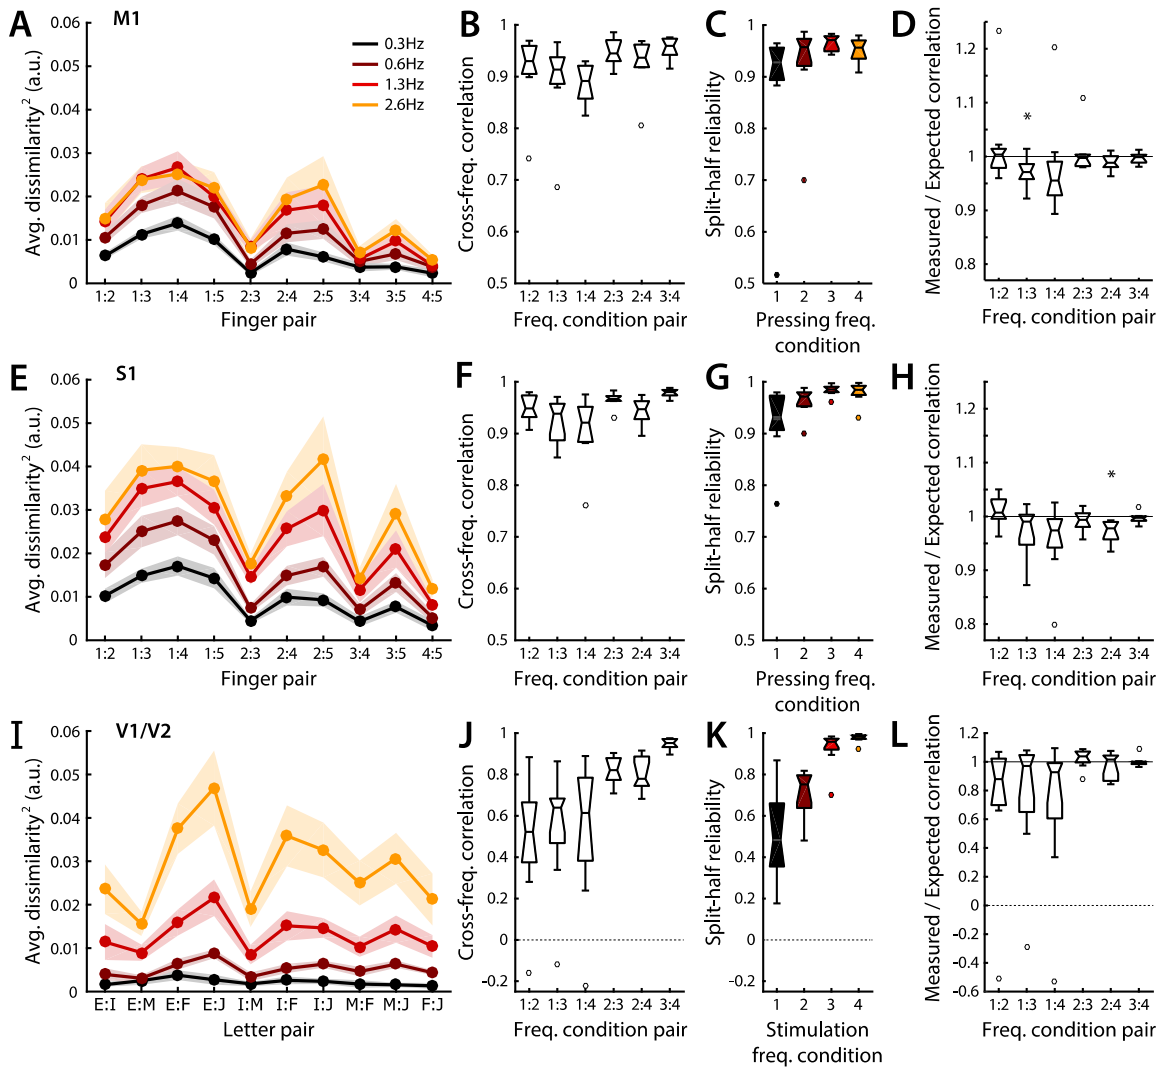 A M1
0.06
0.05
0.04
0.03
0.02
0.01
0
Avg. dissimilarity2 (a.u.)
0.3Hz
0.6Hz
1.3Hz
2.6Hz
1:2 1:3 1:4 1:5 2:3 2:4 2:5 3:4 3:5 4:5
Finger pair
B
1
0.9
0.8
0.7
0.6
0.5
Cross-freq. correlation
1:2 1:3 1:4 2:3 2:4 3:4
Freq. condition pair
C
1
0.9
0.8
0.7
0.6
0.5
Split-half reliability
1 2 3 4
Pressing freq.
condition
D
1.2
1.1
1
0.9
0.8
Measured / Expected correlation
*
1:2 1:3 1:4 2:3 2:4 3:4
Freq. condition pair
E S1
0.06
0.05
0.04
0.03
0.02
0.01
0
Avg. dissimilarity2 (a.u.)
1:2 1:3 1:4 1:5 2:3 2:4 2:5 3:4 3:5 4:5
Finger pair
F
1
0.9
0.8
0.7
0.6
0.5
Cross-freq. correlation
1:2 1:3 1:4 2:3 2:4 3:4
Freq. condition pair
G
1
0.9
0.8
0.7
0.6
0.5
Split-half reliability
1 2 3 4
Pressing freq.
condition
H
1.2
1.1
1
0.9
0.8
Measured / Expected correlation
*
1:2 1:3 1:4 2:3 2:4 3:4
Freq. condition pair
I V1/V2
0.06
0.05
0.04
0.03
0.02
0.01
0
Avg. dissimilarity2 (a.u.)
E:I E:M E:F E:J I:M I:F I:J M:F M:J F:J
Letter pair
J
1
0.8
0.6
0.4
0.2
0
-0.2
Cross-freq. correlation
1:2 1:3 1:4 2:3 2:4 3:4
Freq. condition pair
K
1
0.8
0.6
0.4
0.2
0
-0.2
Split-half reliability
1 2 3 4
Stimulation
freq. condition
L
1.2
1
0.8
0.6
0.4
0.2
0
-0.2
-0.4
-0.6
Measured / Expected correlation
1:2 1:3 1:4 2:3 2:4 3:4
Freq. condition pair